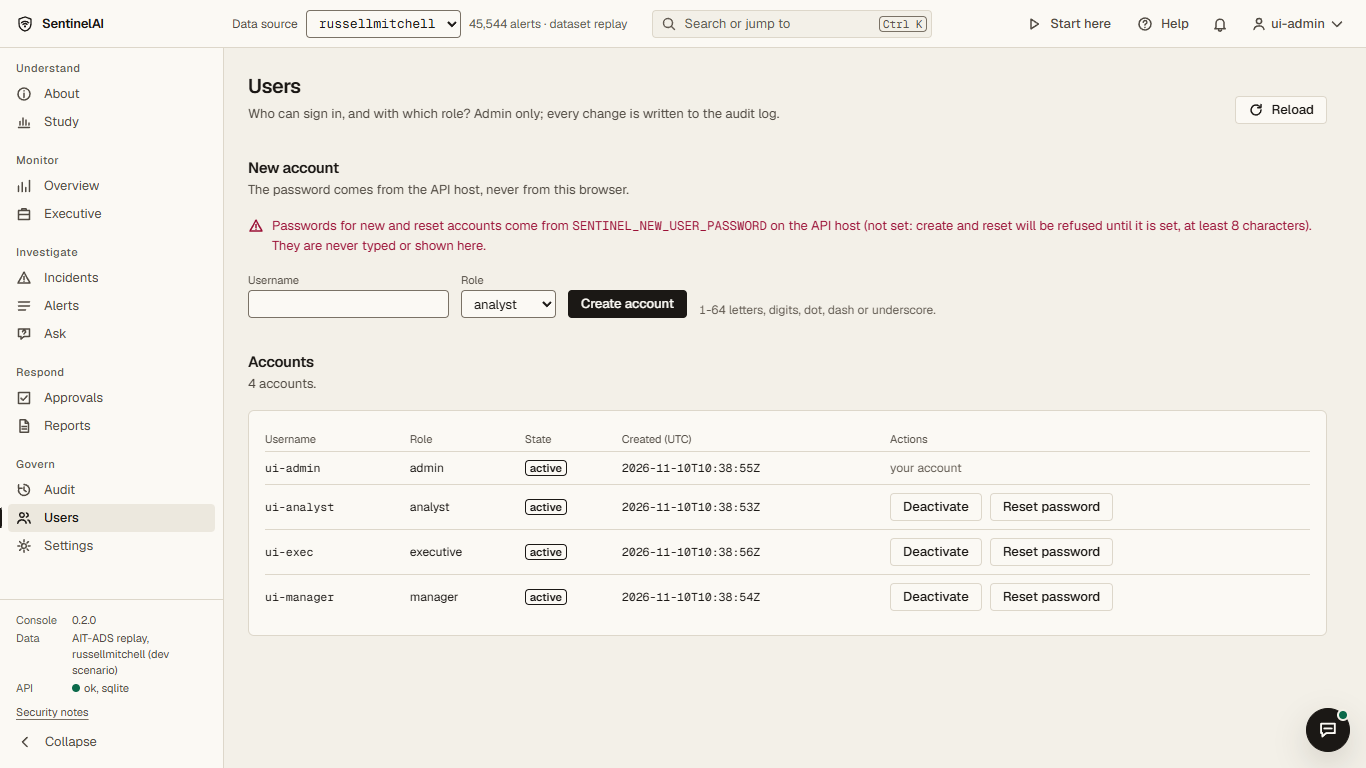 SentinelAI
Data source russellmitchell 45,544 alerts · dataset replay
Search or jump to Ctrl K
Start here
Help
ui-admin
Understand
About
Study
Monitor
Overview
Executive
Investigate
Incidents
Alerts
Ask
Respond
Approvals
Reports
Govern
Audit
Users
Settings
Console 0.2.0
Data AIT-ADS replay,
russellmitchell (dev
scenario)
API ok, sqlite
Security notes
Collapse
Users
Who can sign in, and with which role? Admin only; every change is written to the audit log.
Reload
New account
The password comes from the API host, never from this browser.
Passwords for new and reset accounts come from SENTINEL_NEW_USER_PASSWORD on the API host (not set: create and reset will be refused until it is set, at least 8 characters).
They are never typed or shown here.
Username Role
analyst Create account 1-64 letters, digits, dot, dash or underscore.
Accounts
4 accounts.
Username Role State Created (UTC) Actions
ui-admin admin active 2026-11-10T10:38:55Z your account
ui-analyst analyst active 2026-11-10T10:38:53Z Deactivate Reset password
ui-exec executive active 2026-11-10T10:38:56Z Deactivate Reset password
ui-manager manager active 2026-11-10T10:38:54Z Deactivate Reset password